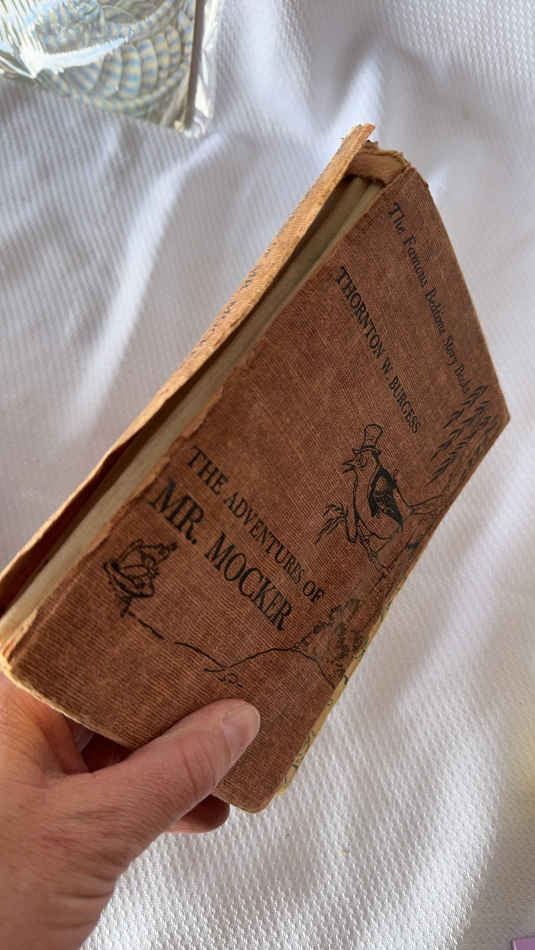 The Famous Bedtime Story Books
THORNTON W. BURGESS
THE ADVENTURES OF
MR. MOCKER